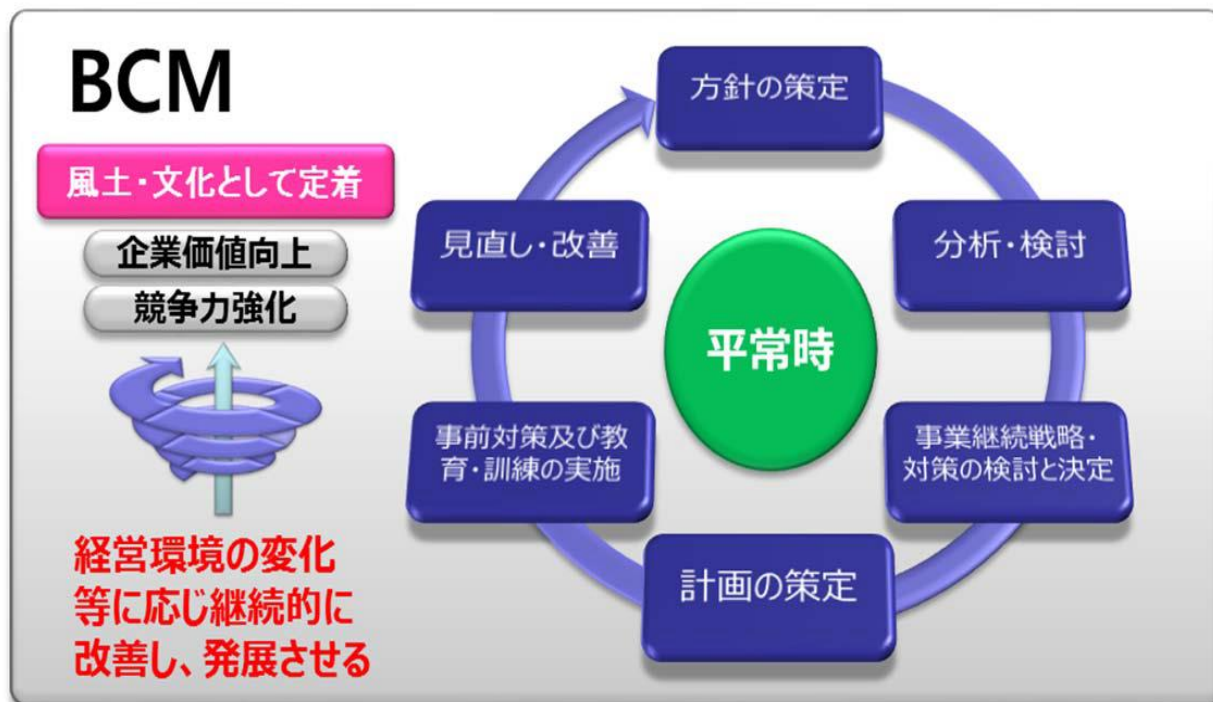 BCM
風土・文化として定着
企業価値向上
競争力強化
経営環境の変化
等に応じ継続的に
改善し、発展させる
方針の策定
分析・検討
事業継続戦略・
対策の検討と決定
計画の策定
事前対策及び教
育・訓練の実施
見直し・改善
平常時